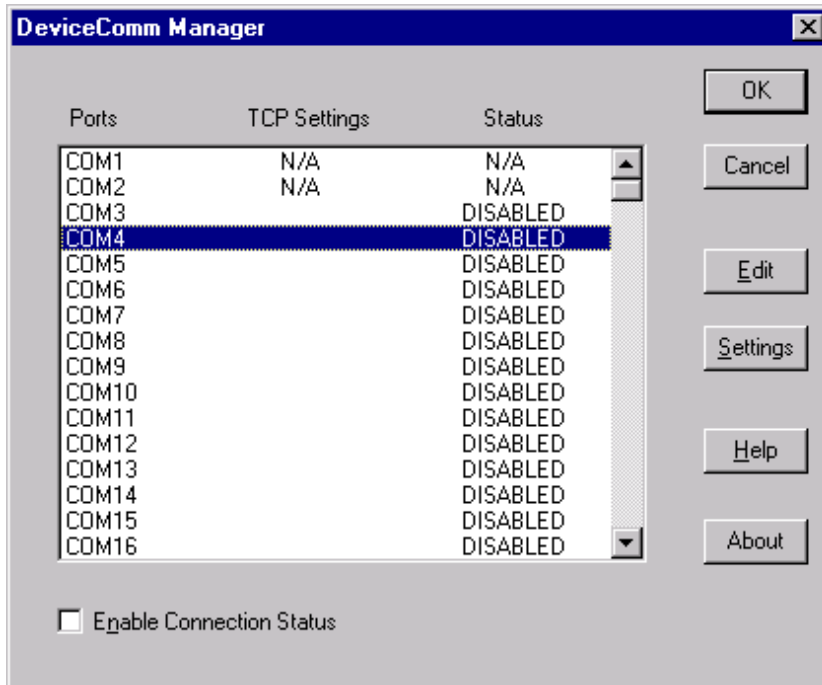 DeviceComm Manager
Ports TCP Settings Status
COM1 N/A N/A
COM2 N/A N/A
COM3 DISABLED
COM4 DISABLED
COM5 DISABLED
COM6 DISABLED
COM7 DISABLED
COM8 DISABLED
COM9 DISABLED
COM10 DISABLED
COM11 DISABLED
COM12 DISABLED
COM13 DISABLED
COM14 DISABLED
COM15 DISABLED
COM16 DISABLED
OK
Cancel
Edit
Settings
Help
About
Enable Connection Status